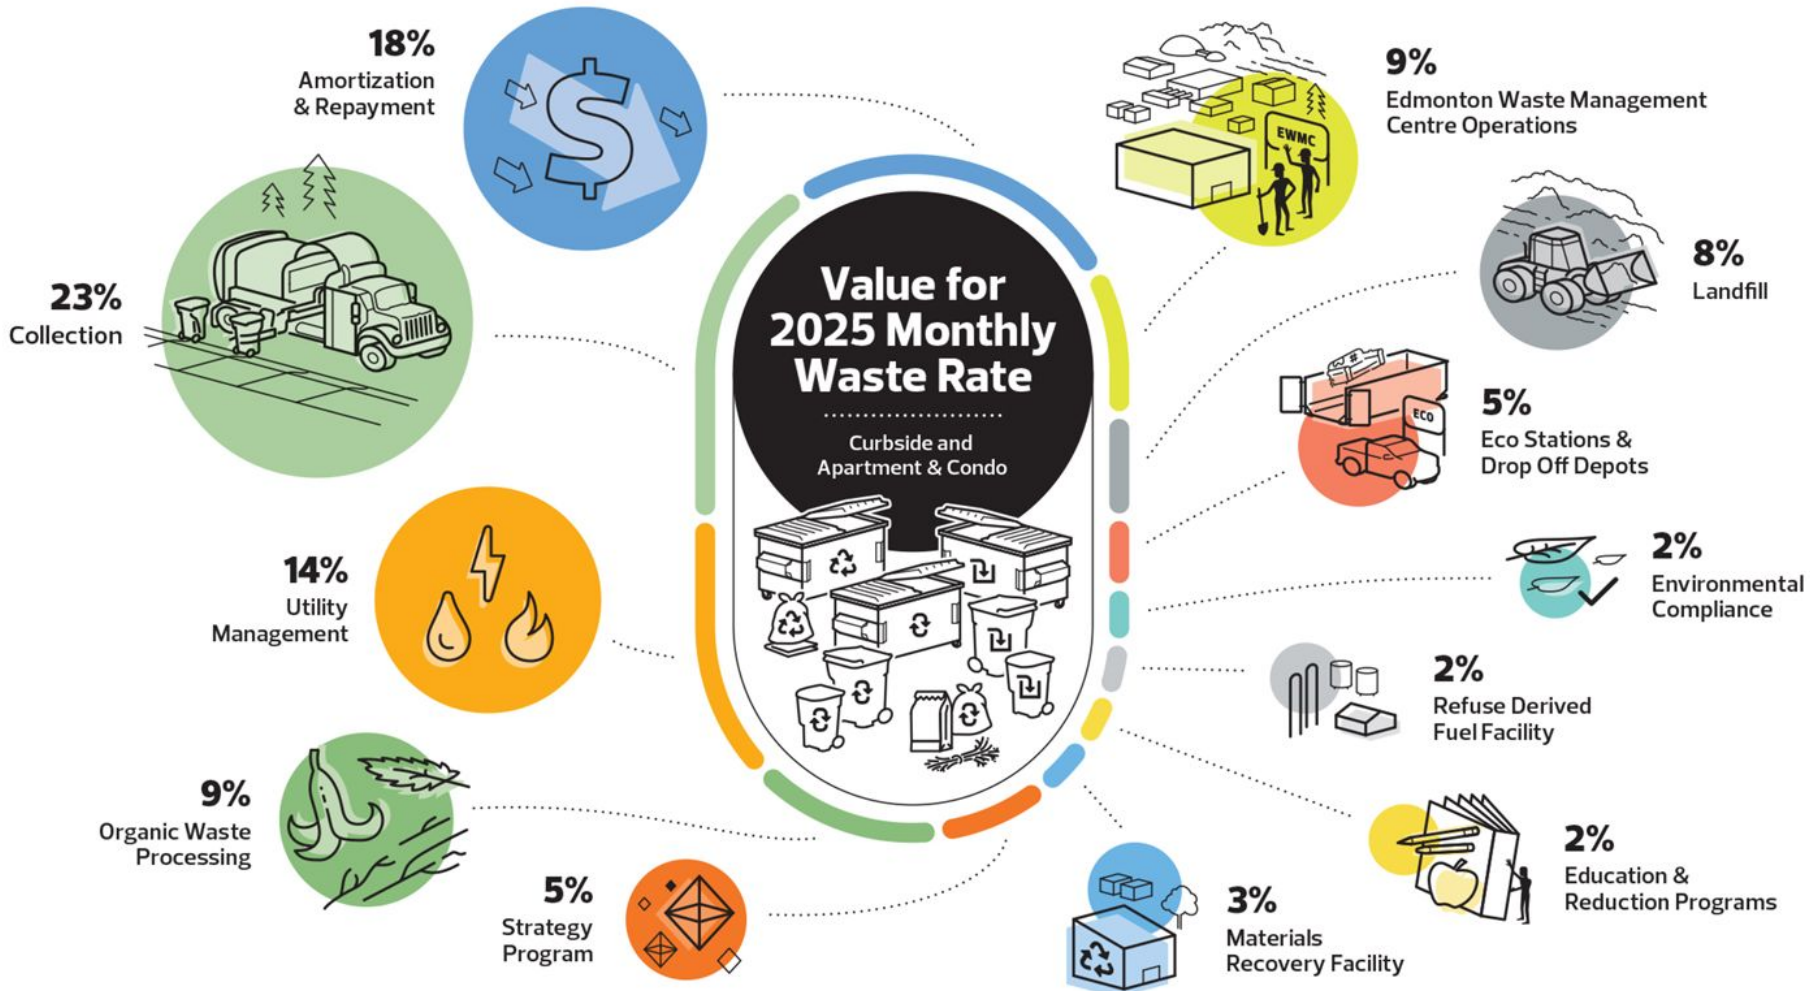 18%
Amortization
& Repayment
23%
Collection
14%
Utility
Management
9%
Organic Waste
Processing
5%
Strategy
Program
Value for
2025 Monthly
Waste Rate
Curbside and
Apartment & Condo
EWMC
9%
Edmonton Waste Management
Centre Operations
8%
Landfill
ECO
5%
Eco Stations &
Drop Off Depots
2%
Environmental
Compliance
2%
Refuse Derived
Fuel Facility
2%
Education &
Reduction Programs
3%
Materials
Recovery Facility